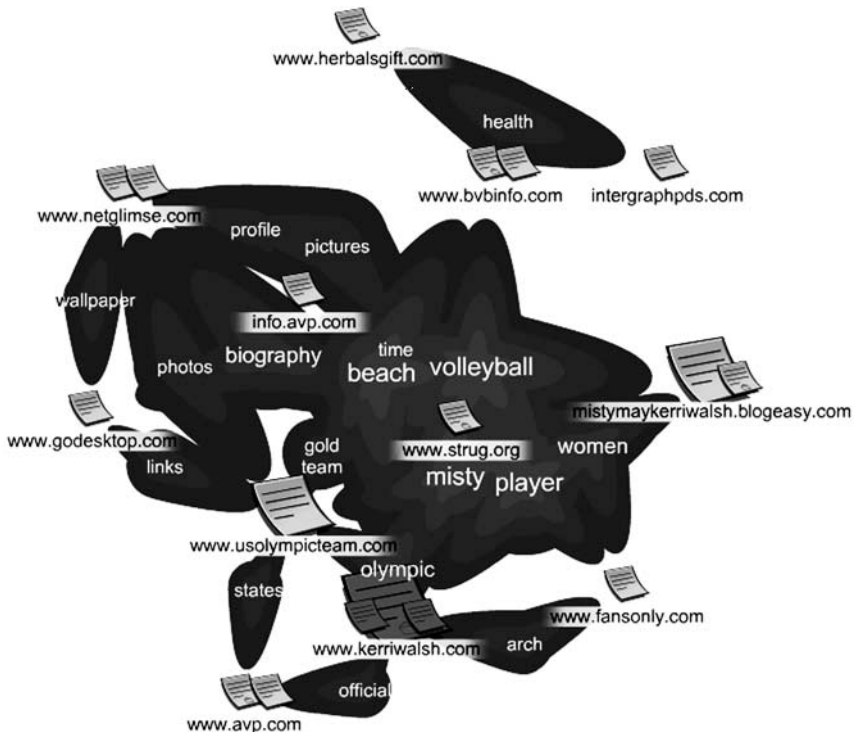 www.herbalsgift.com
health
www.bvbinfo.com
intergraphpds.com
www.netglimse.com
profile
pictures
wallpaper
info.avp.com
time
photos
biography
beach
volleyball
mistymaykerriwalsh.blogeasy.com
www.godesktop.com
gold
team
www.strug.org
women
links
misty
player
www.usolympicteam.com
olympic
states
www.fansonly.com
www.kerriwalsh.com
arch
official
www.avp.com